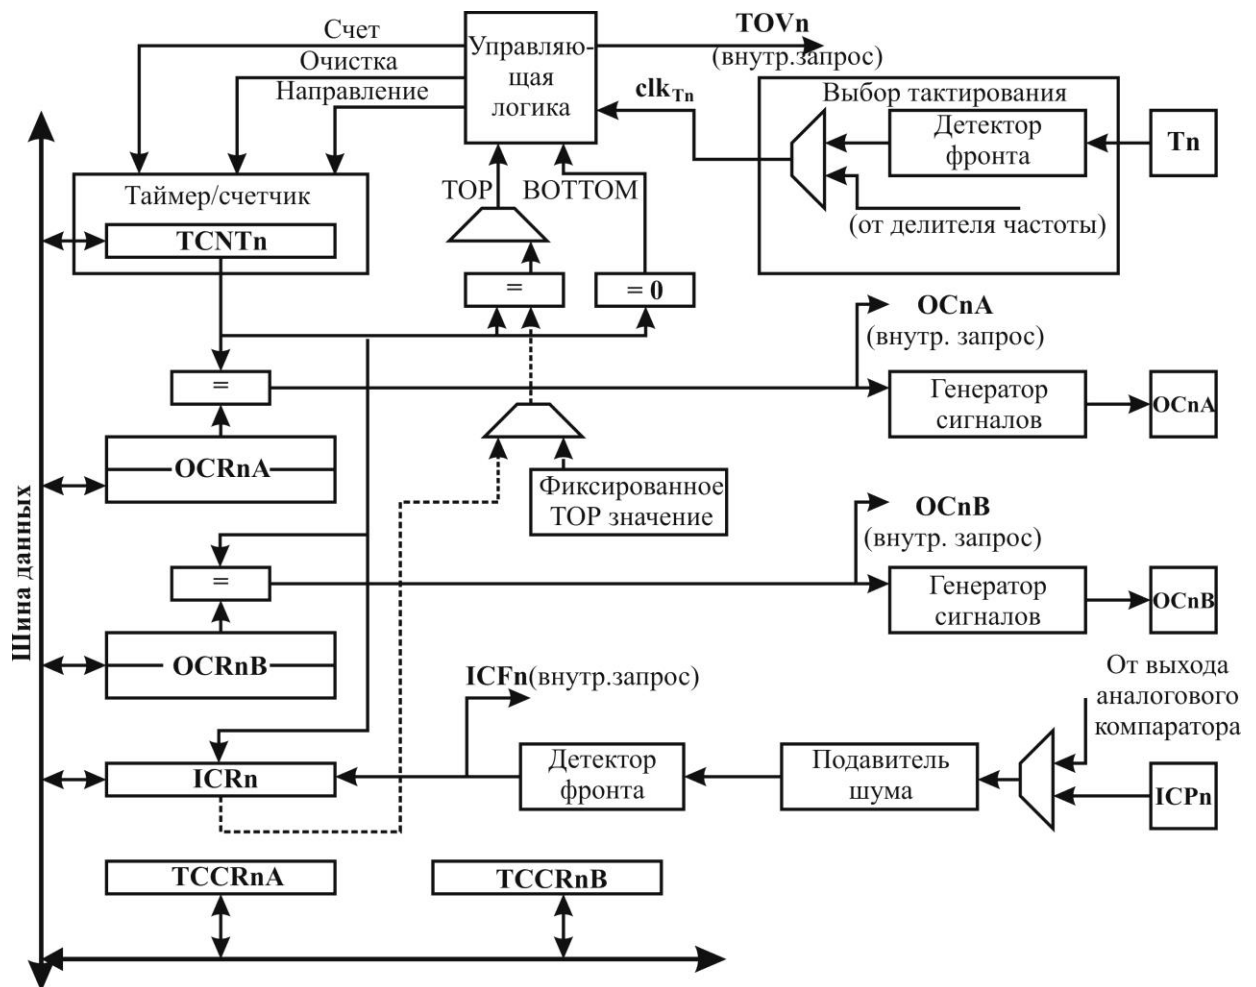 Счет
Очистка
Направление
Управляю-
щая
логика
TOVn
(внутр.запрос)
clkTn
Выбор тактирования
Детектор
фронта
Tn
(от делителя частоты)
Таймер/счетчик
TCNTn
TOP
BOTTOM
=
= 0
OCnA
(внутр. запрос)
=
Генератор
сигналов
OCnA
OCRnA
Фиксированное
TOP значение
OCnB
(внутр. запрос)
=
Генератор
сигналов
OCnB
OCRnB
Шина данных
ICFn(внутр.запрос)
От выхода
аналогового
компаратора
ICRn
Детектор
фронта
Подавитель
шума
ICPn
TCCRnA
TCCRnB